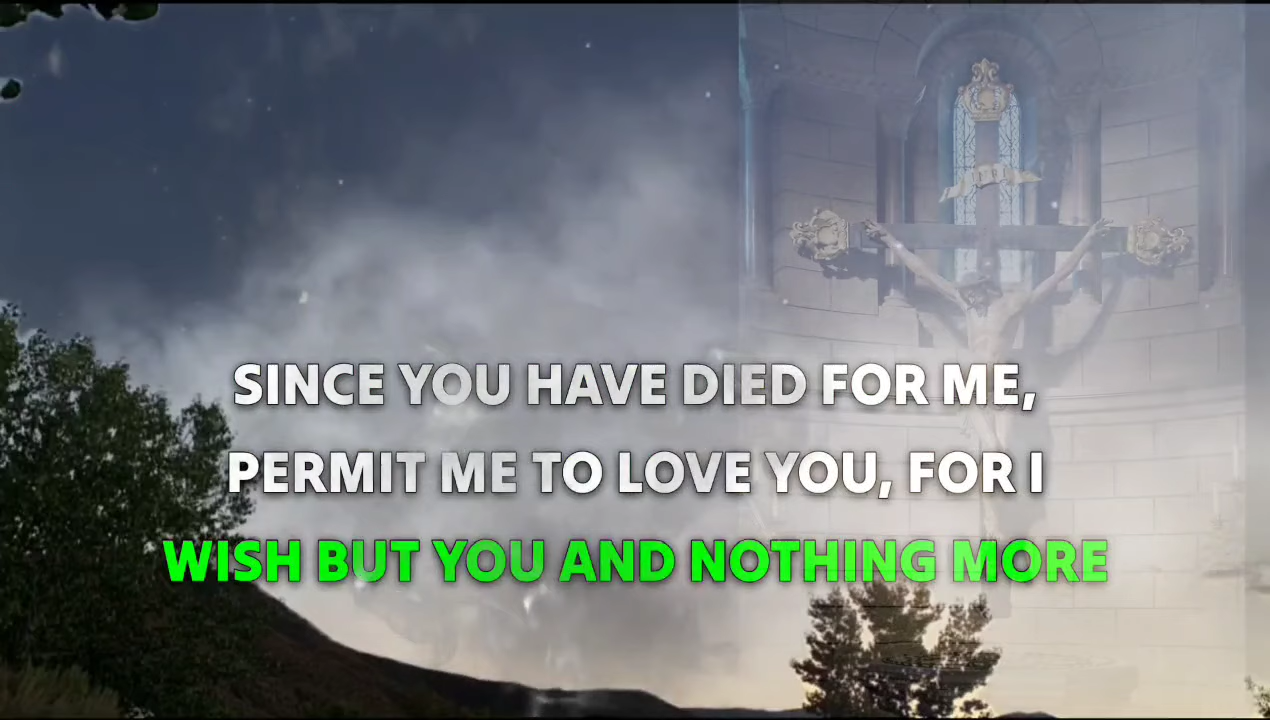 SINCE YOU HAVE DIED FOR ME,
PERMIT ME TO LOVE YOU, FOR I
WISH BUT YOU AND NOTHING MORE